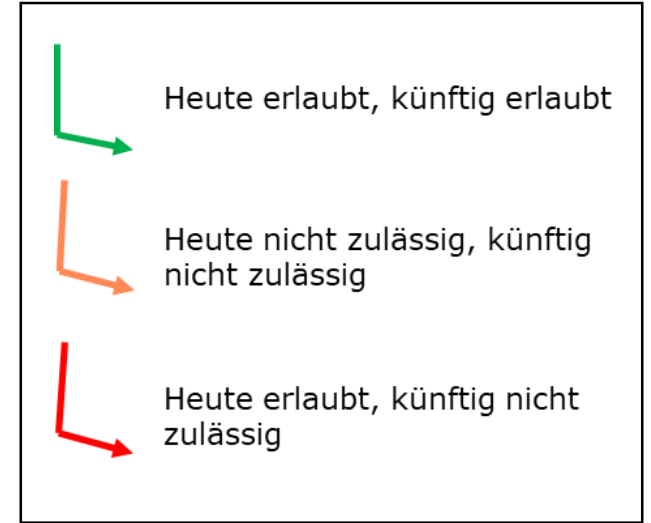 Heute erlaubt, künftig erlaubt
Heute nicht zulässig, künftig
nicht zulässig
Heute erlaubt, künftig nicht
zulässig